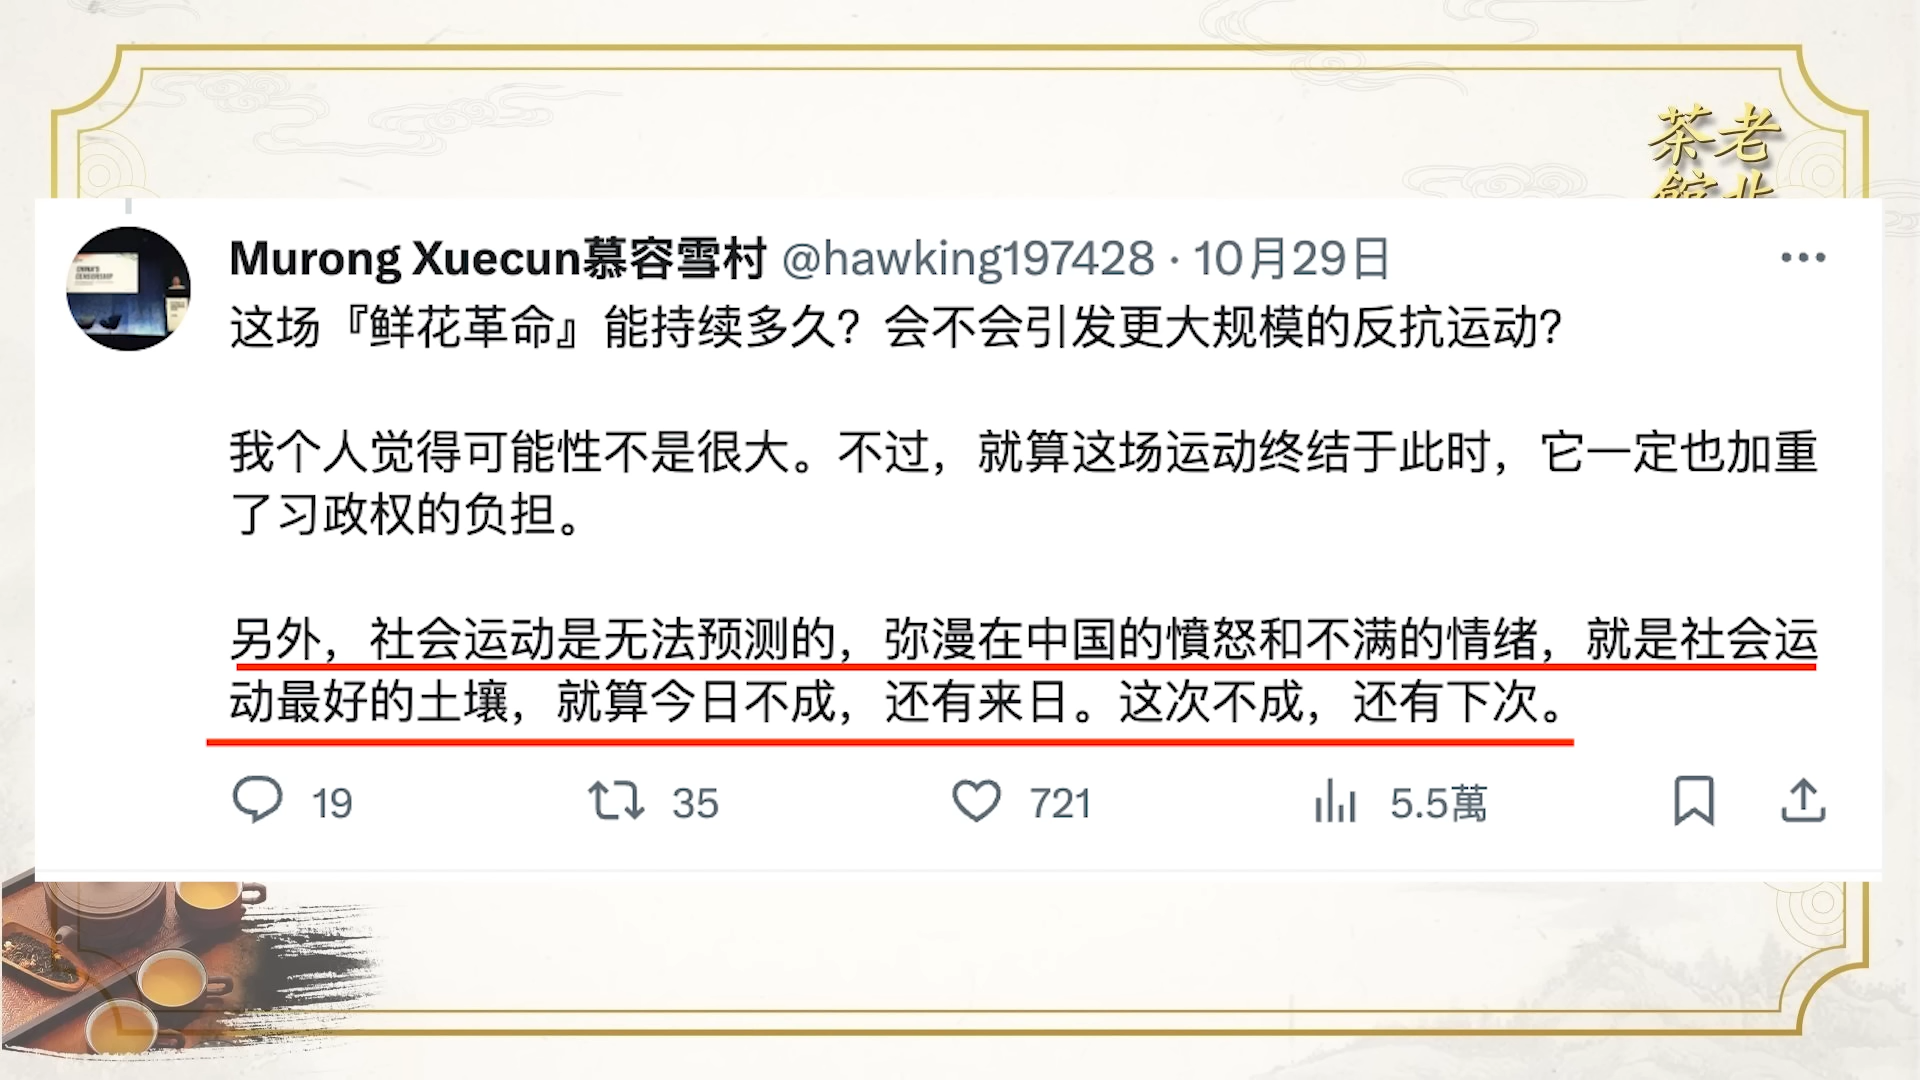 茶老
館北
Murong Xuecun慕容雪村 @hawking197428 · 10月29日
这场『鲜花革命』能持续多久？会不会引发更大规模的反抗运动？
我个人觉得可能性不是很大。不过，就算这场运动终结于此时，它一定也加重
了习政权的负担。
另外，社会运动是无法预测的，弥漫在中国的愤怒和不满的情绪，就是社会运
动最好的土壤，就算今日不成，还有来日。这次不成，还有下次。
19 35 721 5.5萬